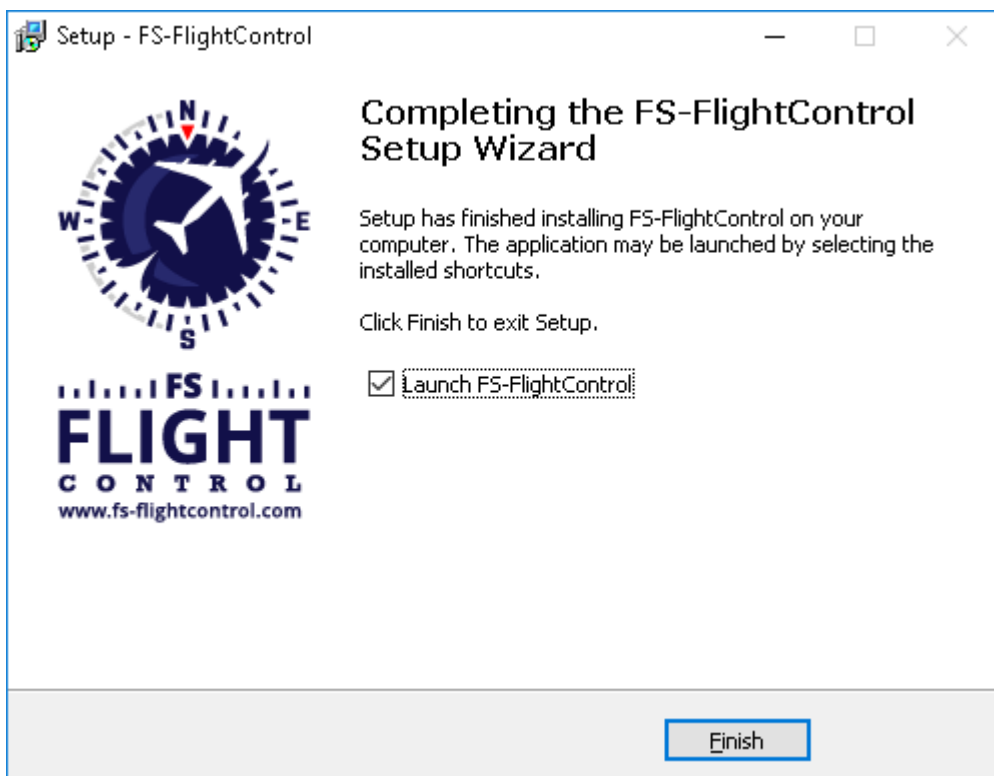 Setup - FS-FlightControl
N
W
E
S
FS
FLIGHT
CONTROL
www.fs-flightcontrol.com
Completing the FS-FlightControl
Setup Wizard
Setup has finished installing FS-FlightControl on your
computer. The application may be launched by selecting the
installed shortcuts.
Click Finish to exit Setup.
Launch FS-FlightControl
Finish